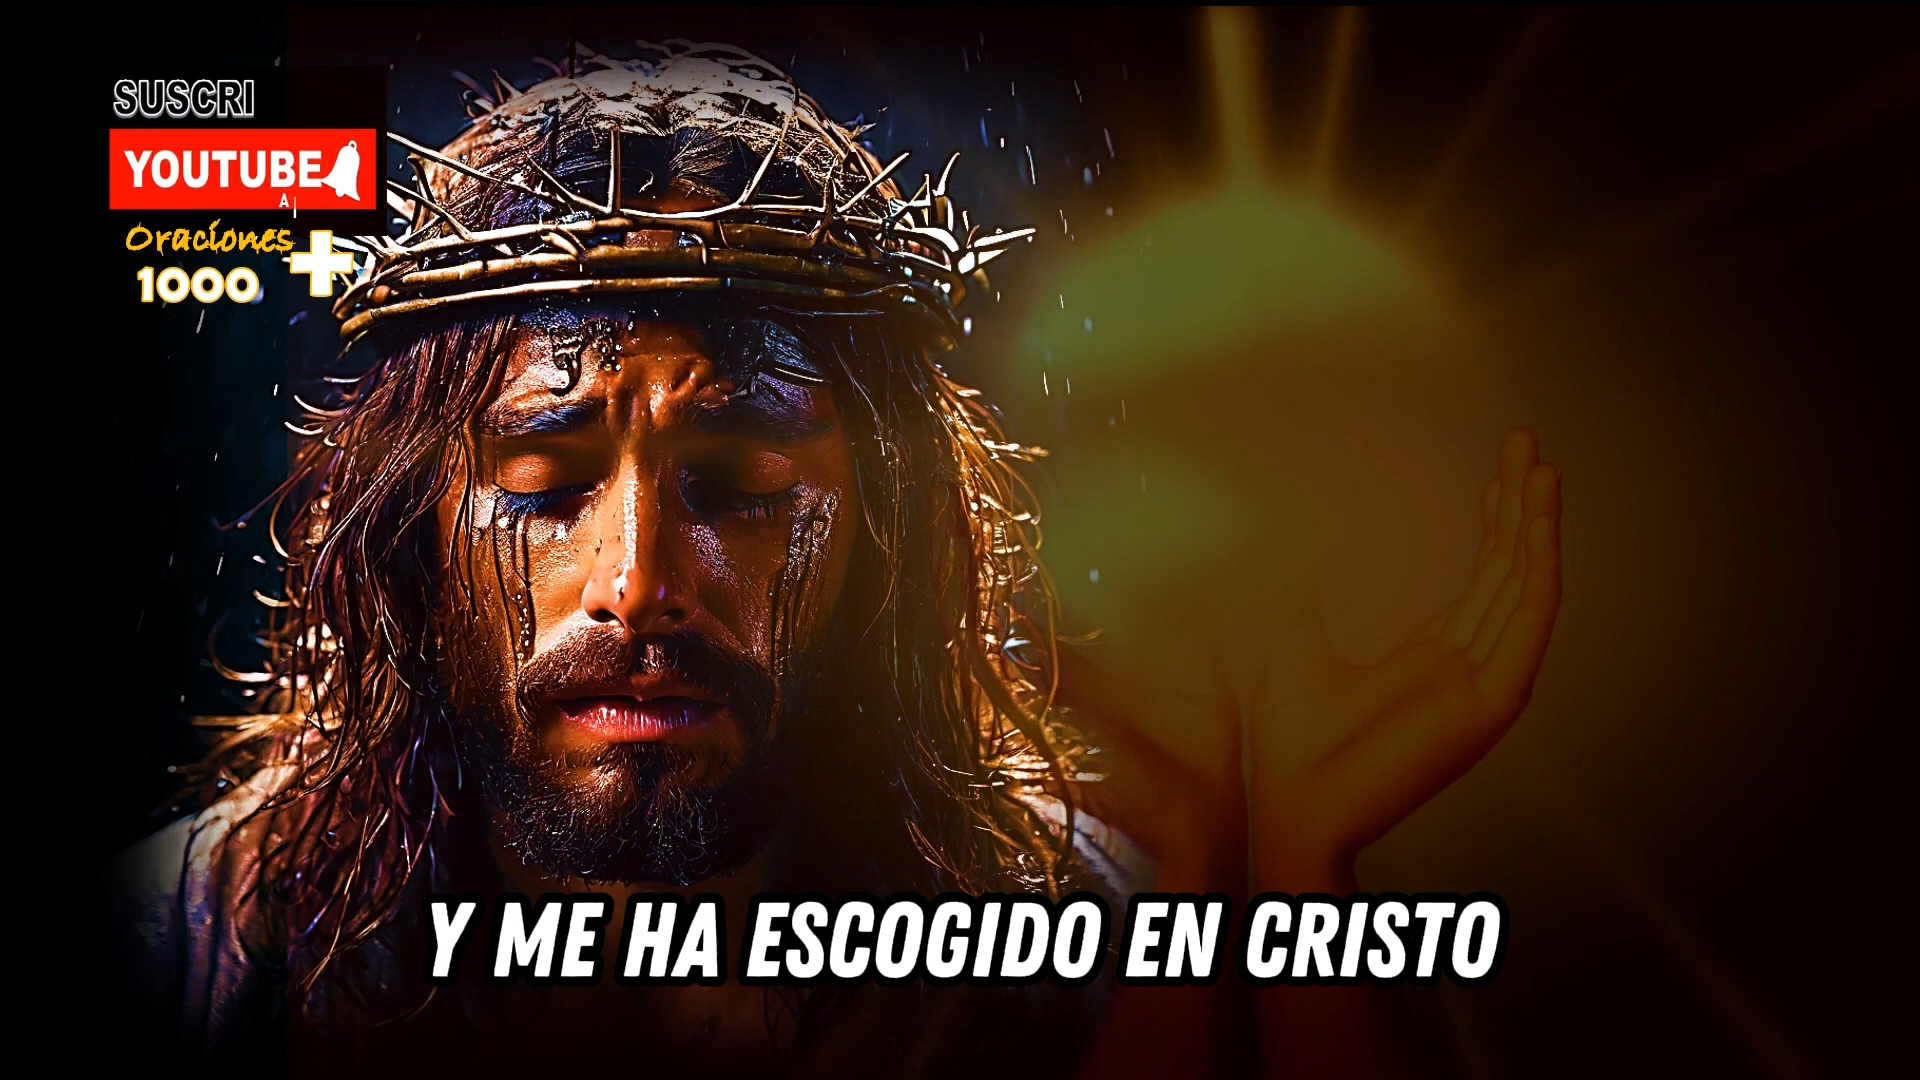 SUSCRI
YOUTUBE
A
Oraciones
1000 +
Y ME HA ESCOGIDO EN CRISTO